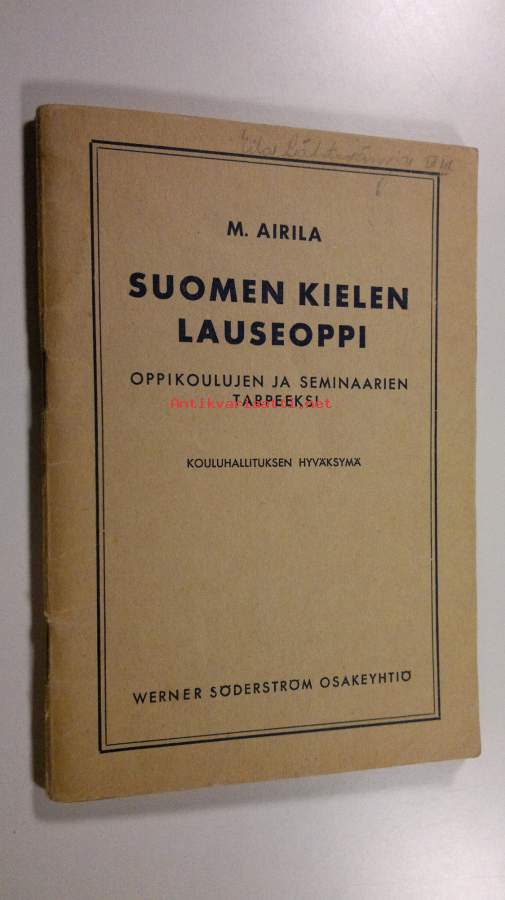 M. AIRILA
SUOMEN KIELEN
LAUSEOPPI
OPPIKOULUJEN JA SEMINAARIEN
TARPEEKSI
Antikvariaatti.net
KOULUHALLITUKSEN HYVÄKSYMÄ
WERNER SÖDERSTRÖM OSAKEYHTIÖ